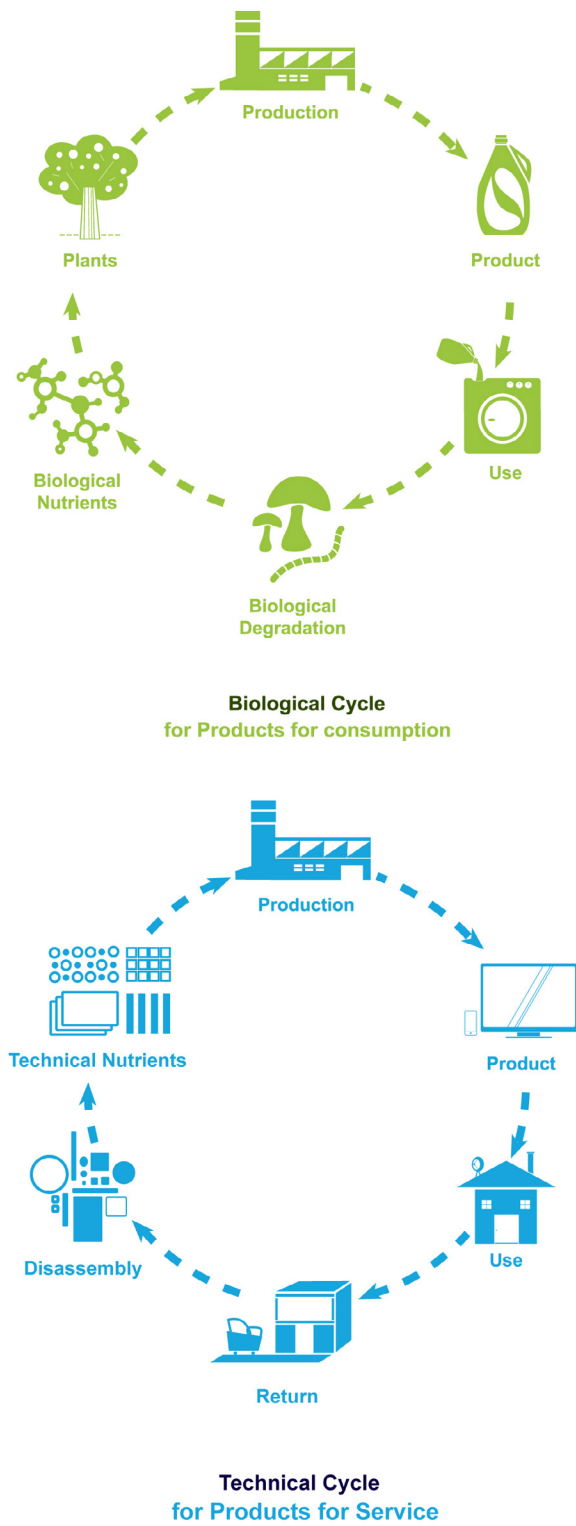 Production
Plants
Product
Biological
Nutrients
Use
Biological
Degradation
Biological Cycle
for Products for consumption
Production
Technical Nutrients
Product
Disassembly
Use
Return
Technical Cycle
for Products for Service